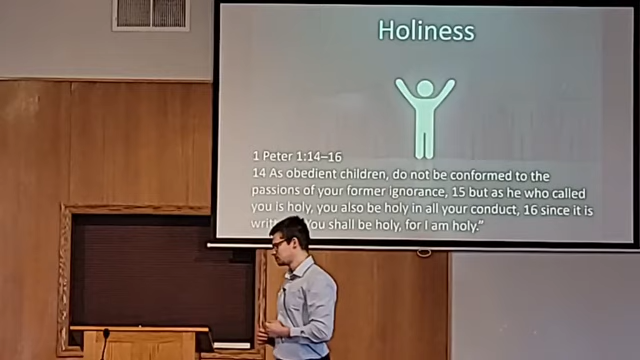 Holiness
1 Peter 1:14–16
14 As obedient children, do not be conformed to the
passions of your former ignorance, 15 but as he who called
you is holy, you also be holy in all your conduct, 16 since it is
shall be holy, for I am holy.”